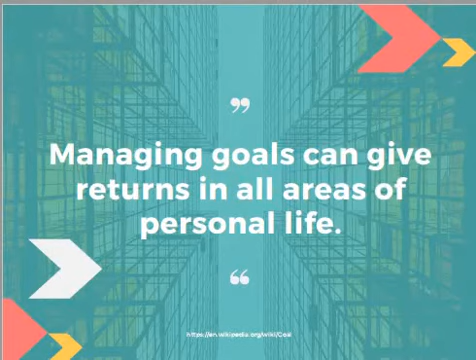 ”
Managing goals can give
returns in all areas of
personal life.
“
https://en.wikipedia.org/wiki/Goal